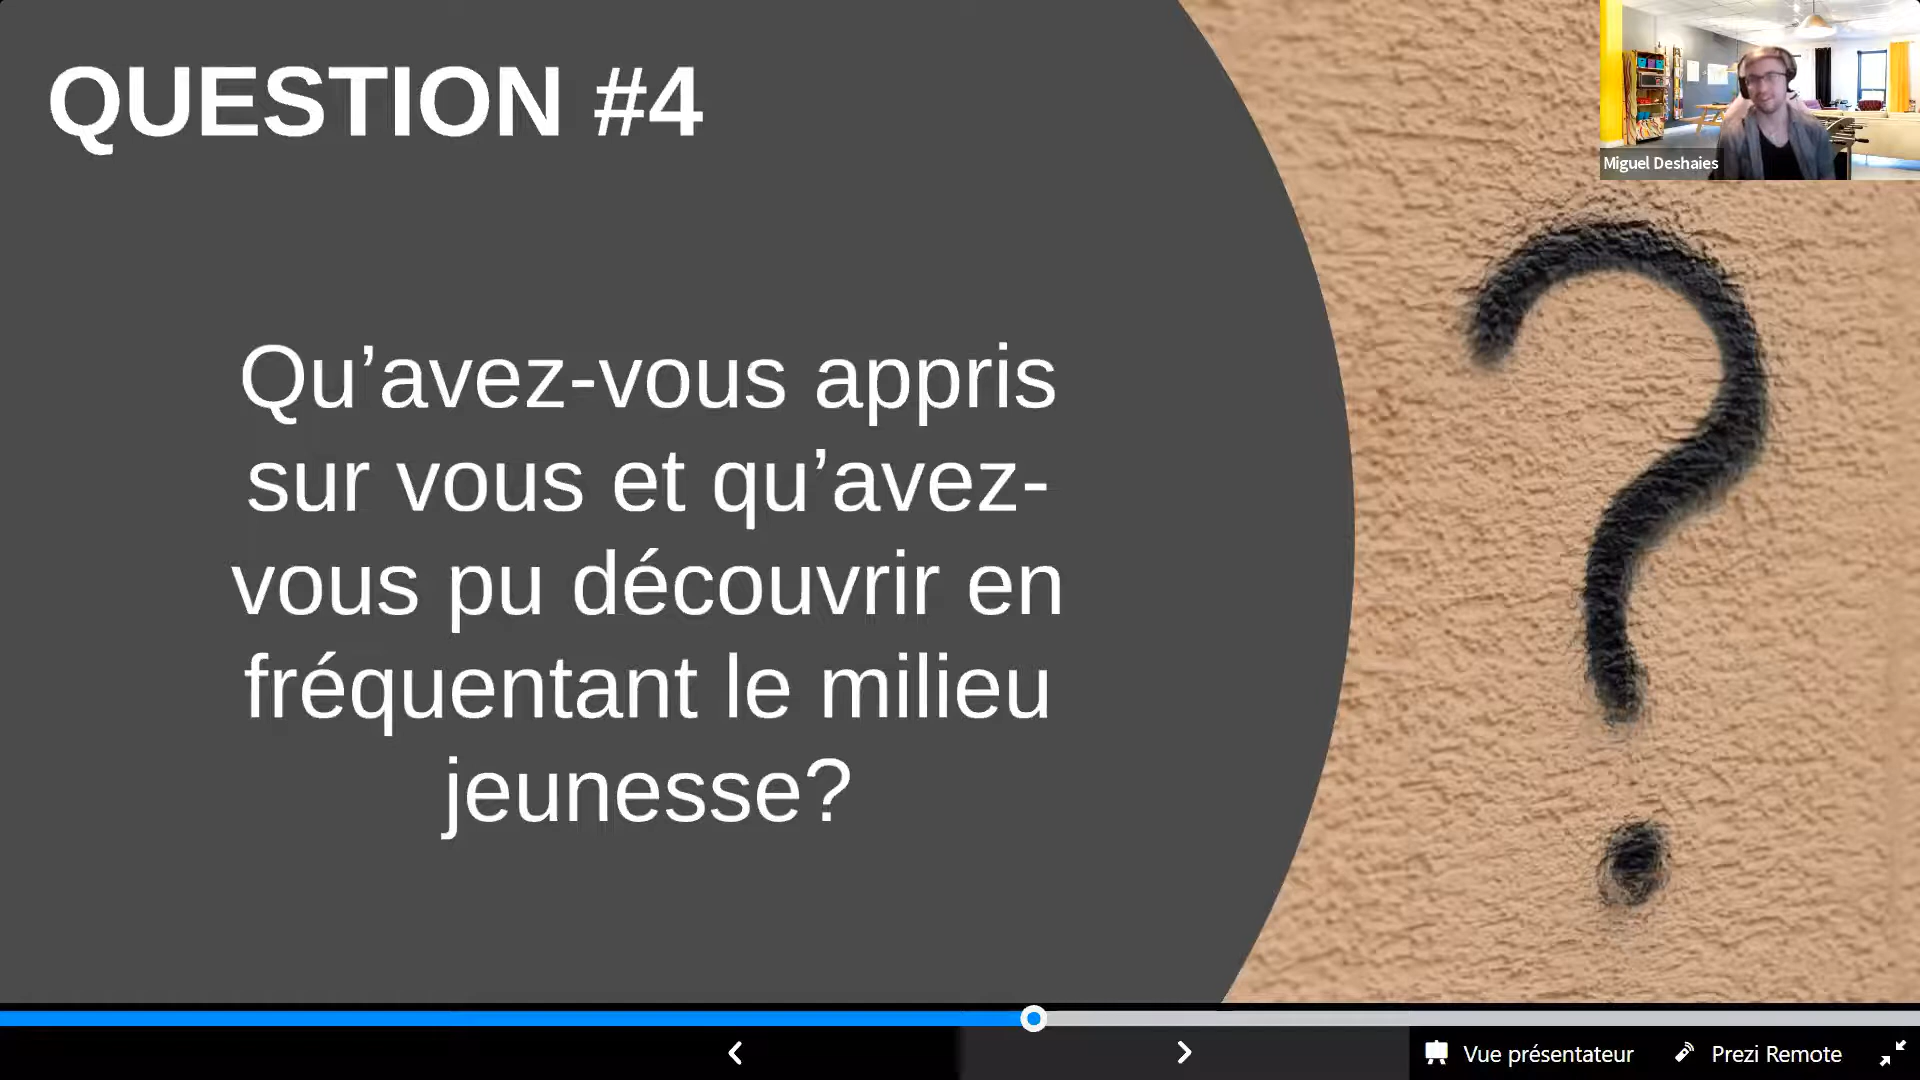 QUESTION #4
Miguel Deshaies
Qu’avez-vous appris
sur vous et qu’avez-
vous pu découvrir en
fréquentant le milieu
jeunesse?
Vue présentateur
Prezi Remote